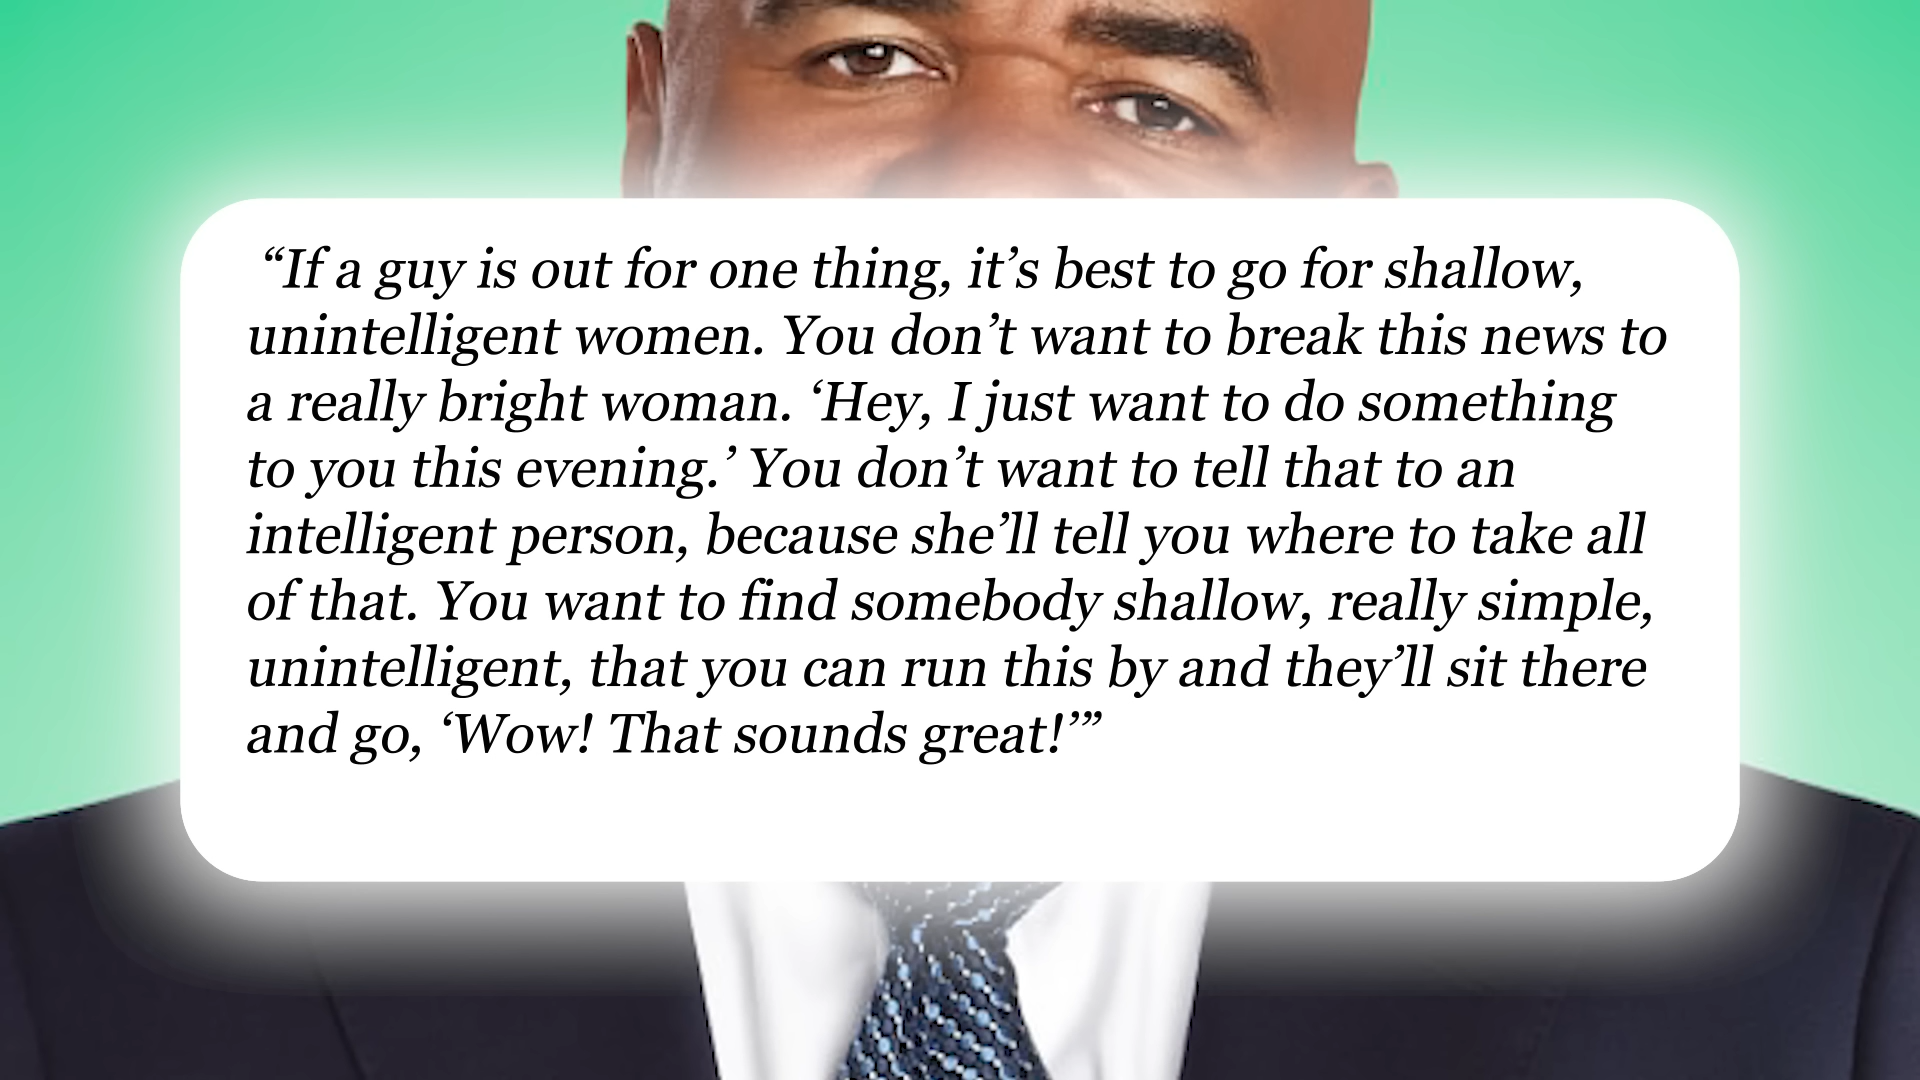 “If a guy is out for one thing, it’s best to go for shallow,
unintelligent women. You don’t want to break this news to
a really bright woman. ‘Hey, I just want to do something
to you this evening.’ You don’t want to tell that to an
intelligent person, because she’ll tell you where to take all
of that. You want to find somebody shallow, really simple,
unintelligent, that you can run this by and they’ll sit there
and go, ‘Wow! That sounds great!’”